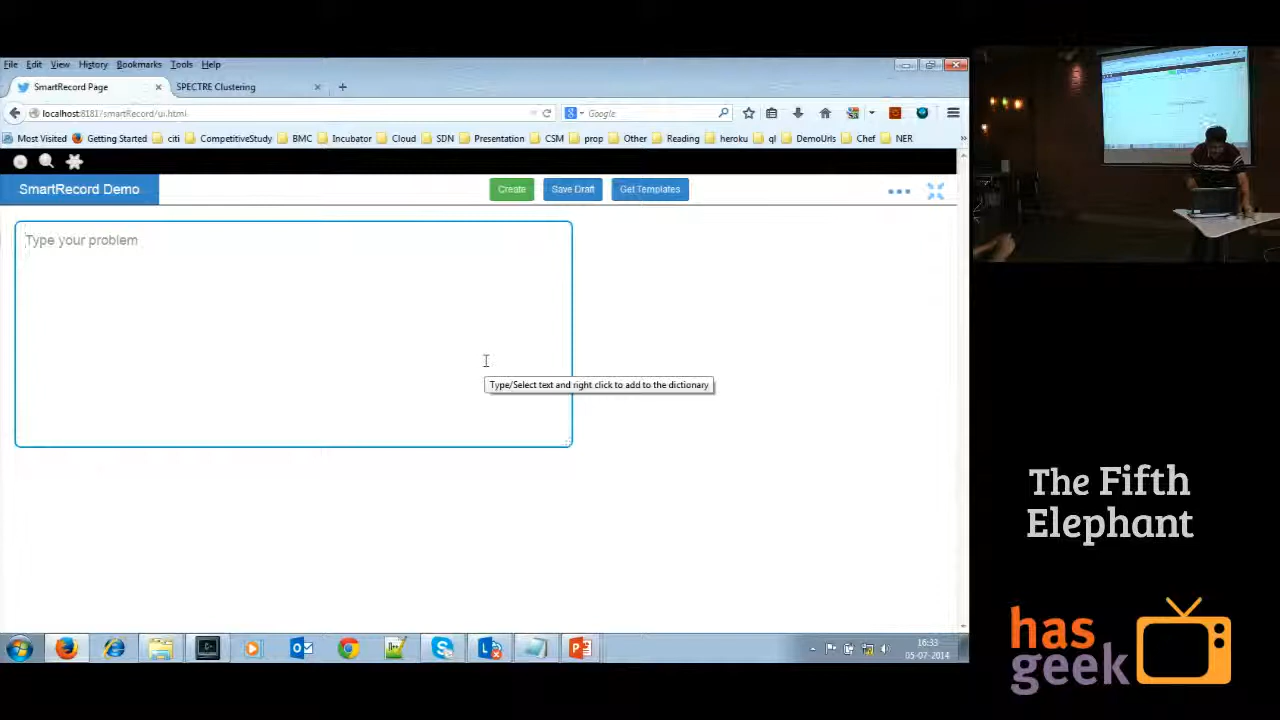 File Edit View History Bookmarks Tools Help
SmartRecord Page × SPECTRE Clustering × +
localhost:8181/smartRecord/ui.html
Google
Most Visited Getting Started citi CompetitiveStudy BMC Incubator Cloud SDN Presentation CSM prop Other Reading heroku ql DemoUrls Chef NER
SmartRecord Demo Create Save Draft Get Templates
Type your problem
Type/Select text and right click to add to the dictionary
16:33
05-07-2014
The Fifth
Elephant
has
geek